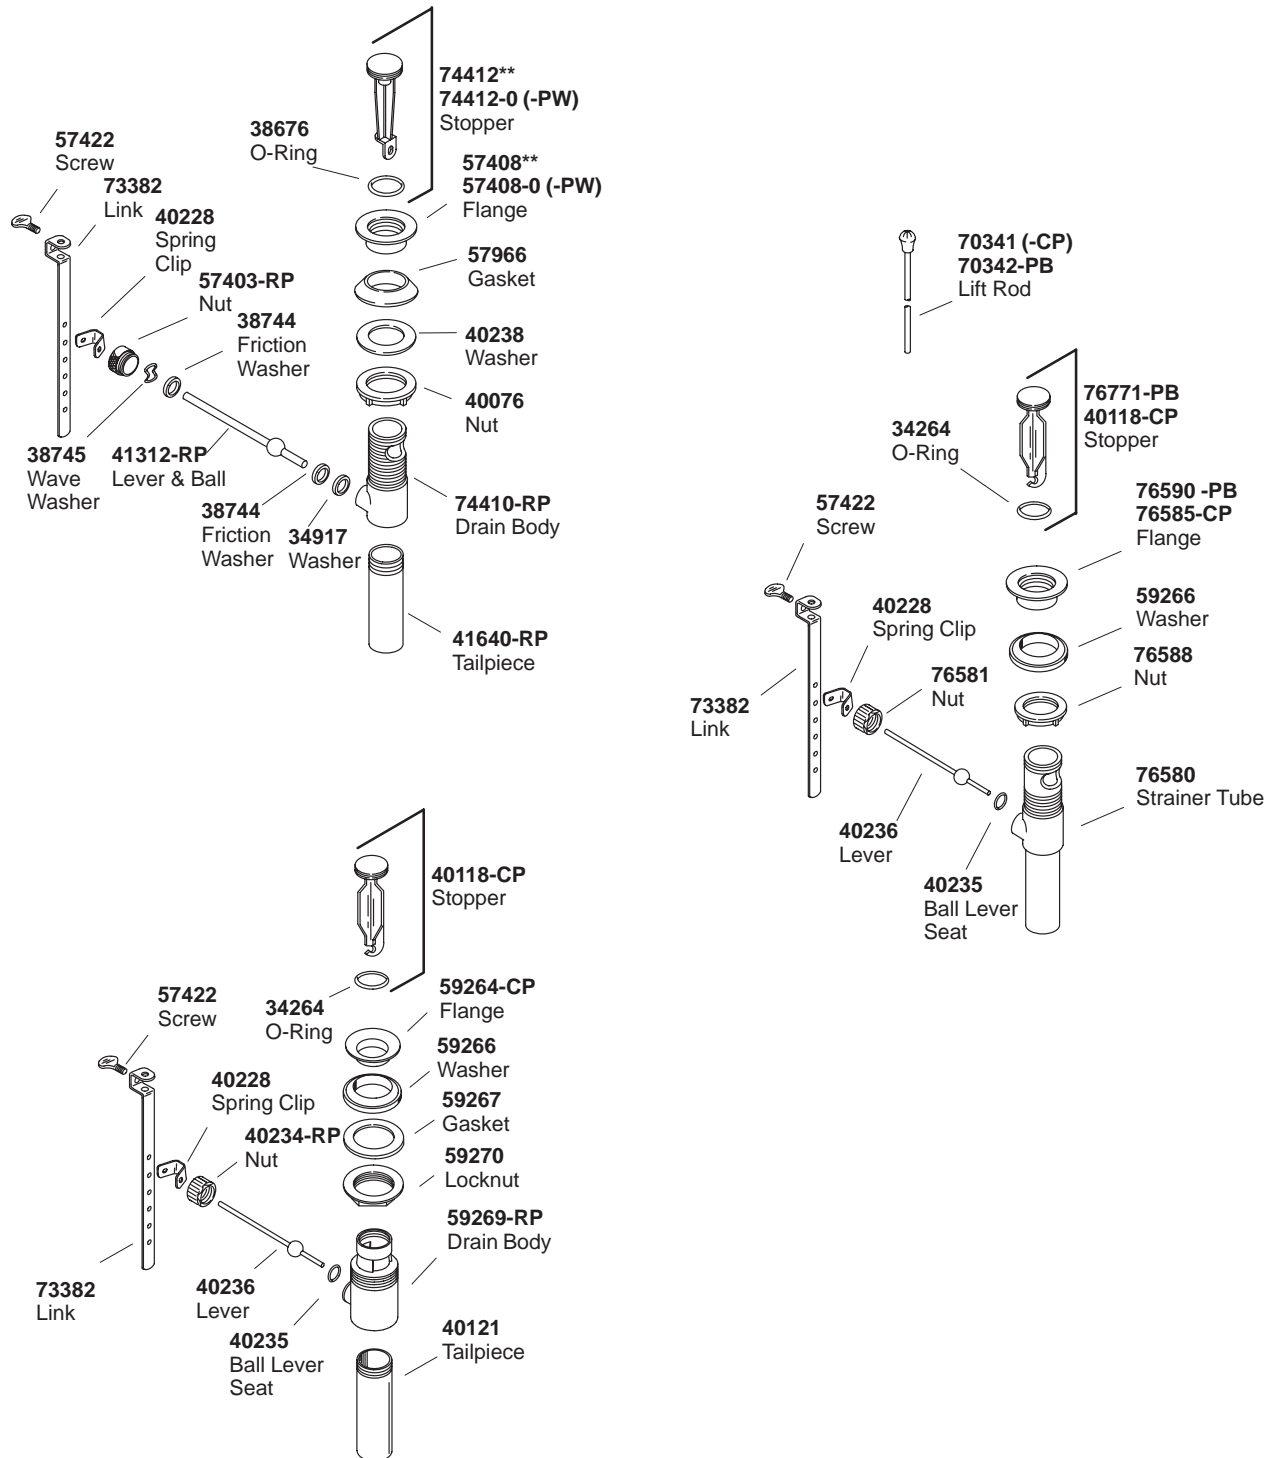 74412**
74412-0 (-PW)
Stopper
38676
O-Ring
57422
Screw
57408**
57408-0 (-PW)
Flange
73382
Link
40228
Spring
Clip
57966
Gasket
57403-RP
Nut
38744
Friction
Washer
40238
Washer
40076
Nut
38745
Wave
Washer
41312-RP
Lever & Ball
38744
Friction
Washer
34917
Washer
74410-RP
Drain Body
41640-RP
Tailpiece
70341 (-CP)
70342-PB
Lift Rod
76771-PB
40118-CP
Stopper
34264
O-Ring
76590 -PB
76585-CP
Flange
57422
Screw
59266
Washer
40228
Spring Clip
76588
Nut
76581
Nut
73382
Link
76580
Strainer Tube
40236
Lever
40235
Ball Lever
Seat
40118-CP
Stopper
34264
O-Ring
59264-CP
Flange
57422
Screw
59266
Washer
40228
Spring Clip
59267
Gasket
40234-RP
Nut
59270
Locknut
59269-RP
Drain Body
73382
Link
40236
Lever
40235
Ball Lever
Seat
40121
Tailpiece